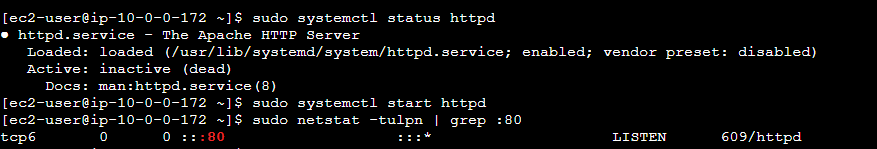 [ec2-user@ip-10-0-0-172 ~]$ sudo systemctl status httpd
● httpd.service - The Apache HTTP Server
   Loaded: loaded (/usr/lib/systemd/system/httpd.service; enabled; vendor preset: disabled)
   Active: inactive (dead)
     Docs: man:httpd.service(8)
[ec2-user@ip-10-0-0-172 ~]$ sudo systemctl start httpd
[ec2-user@ip-10-0-0-172 ~]$ sudo netstat -tulpn | grep :80
tcp6       0      0 :::80                   :::*                    LISTEN      609/httpd